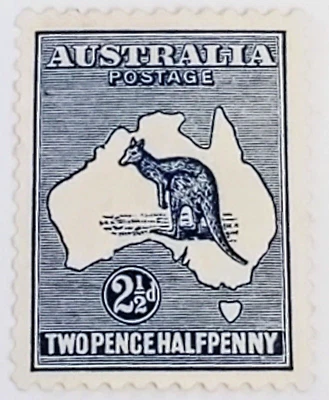 AUSTRALIA
POSTAGE
2½d
TWO PENCE HALFPENNY